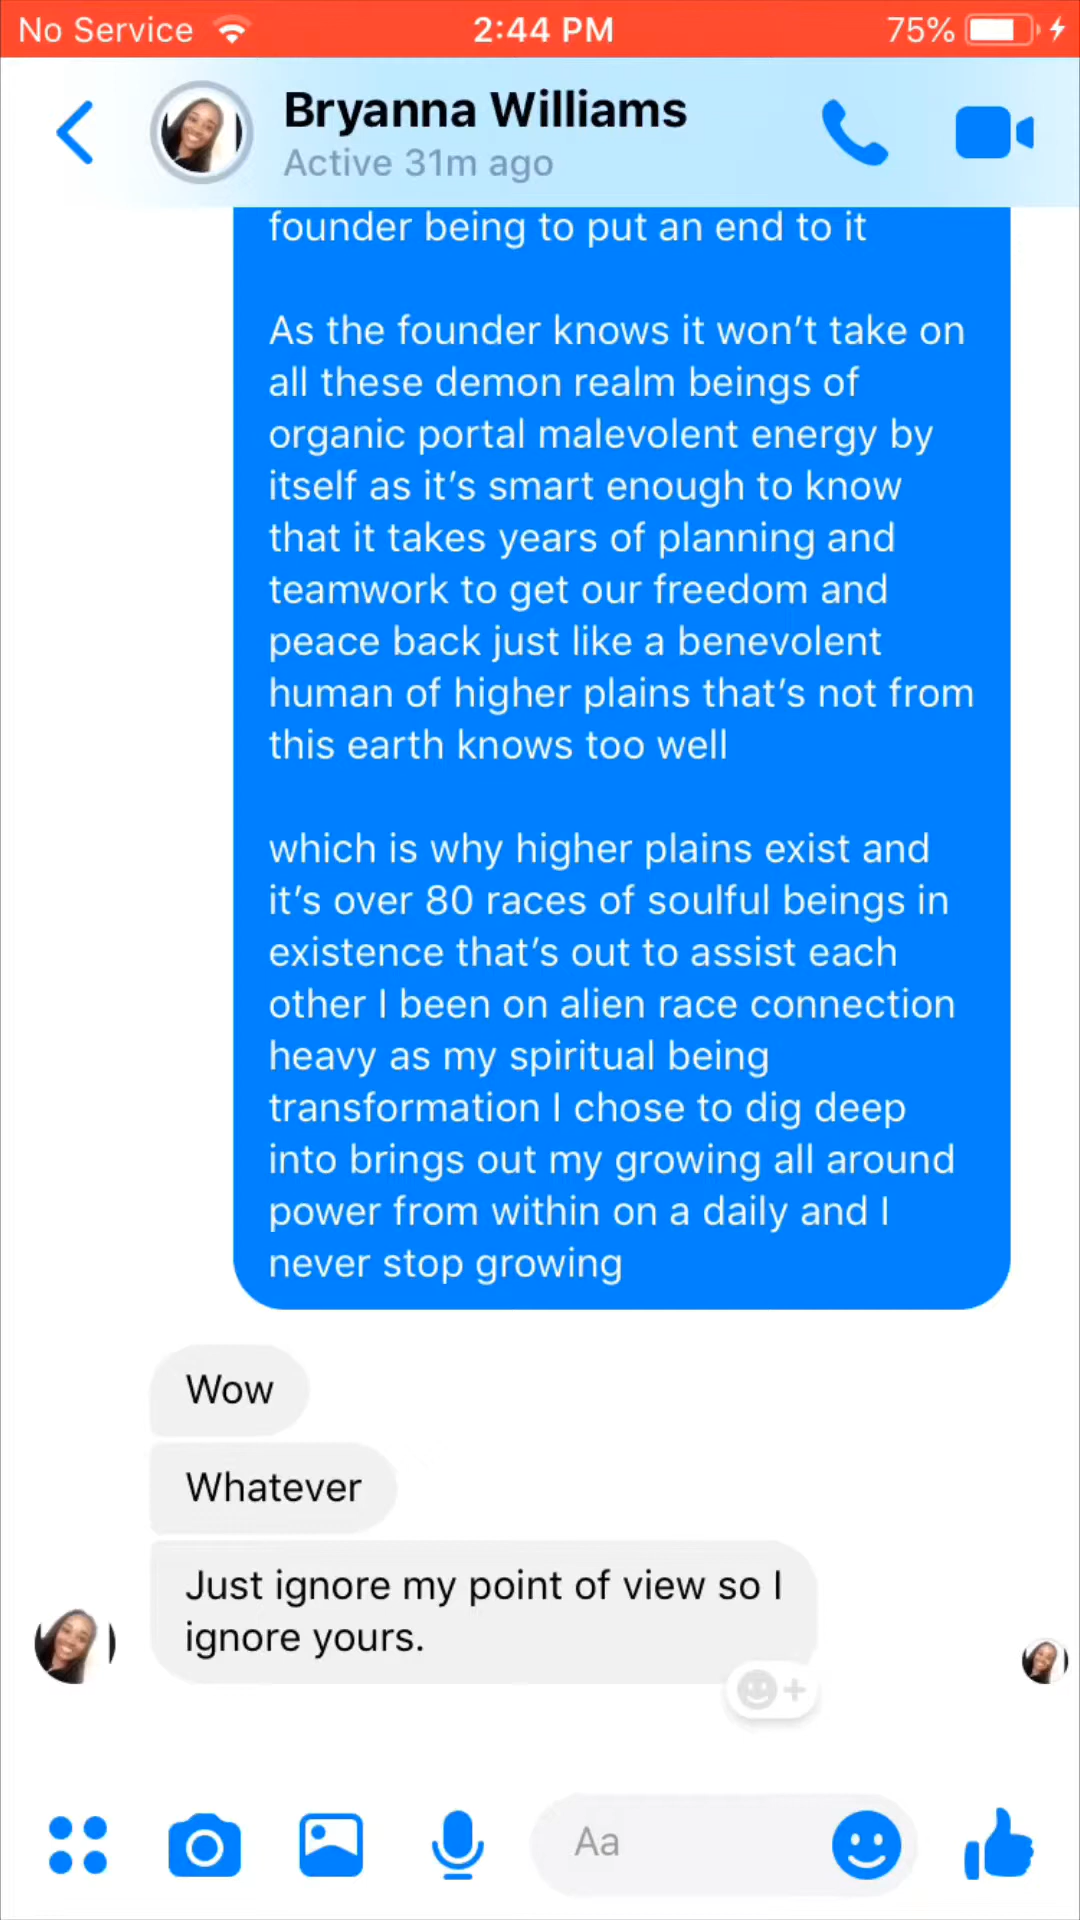 No Service 2:44 PM 75%
Bryanna Williams
Active 31m ago
founder being to put an end to it
As the founder knows it won’t take on
all these demon realm beings of
organic portal malevolent energy by
itself as it’s smart enough to know
that it takes years of planning and
teamwork to get our freedom and
peace back just like a benevolent
human of higher plains that’s not from
this earth knows too well
which is why higher plains exist and
it’s over 80 races of soulful beings in
existence that’s out to assist each
other I been on alien race connection
heavy as my spiritual being
transformation I chose to dig deep
into brings out my growing all around
power from within on a daily and I
never stop growing
Wow
Whatever
Just ignore my point of view so I
ignore yours.
Aa